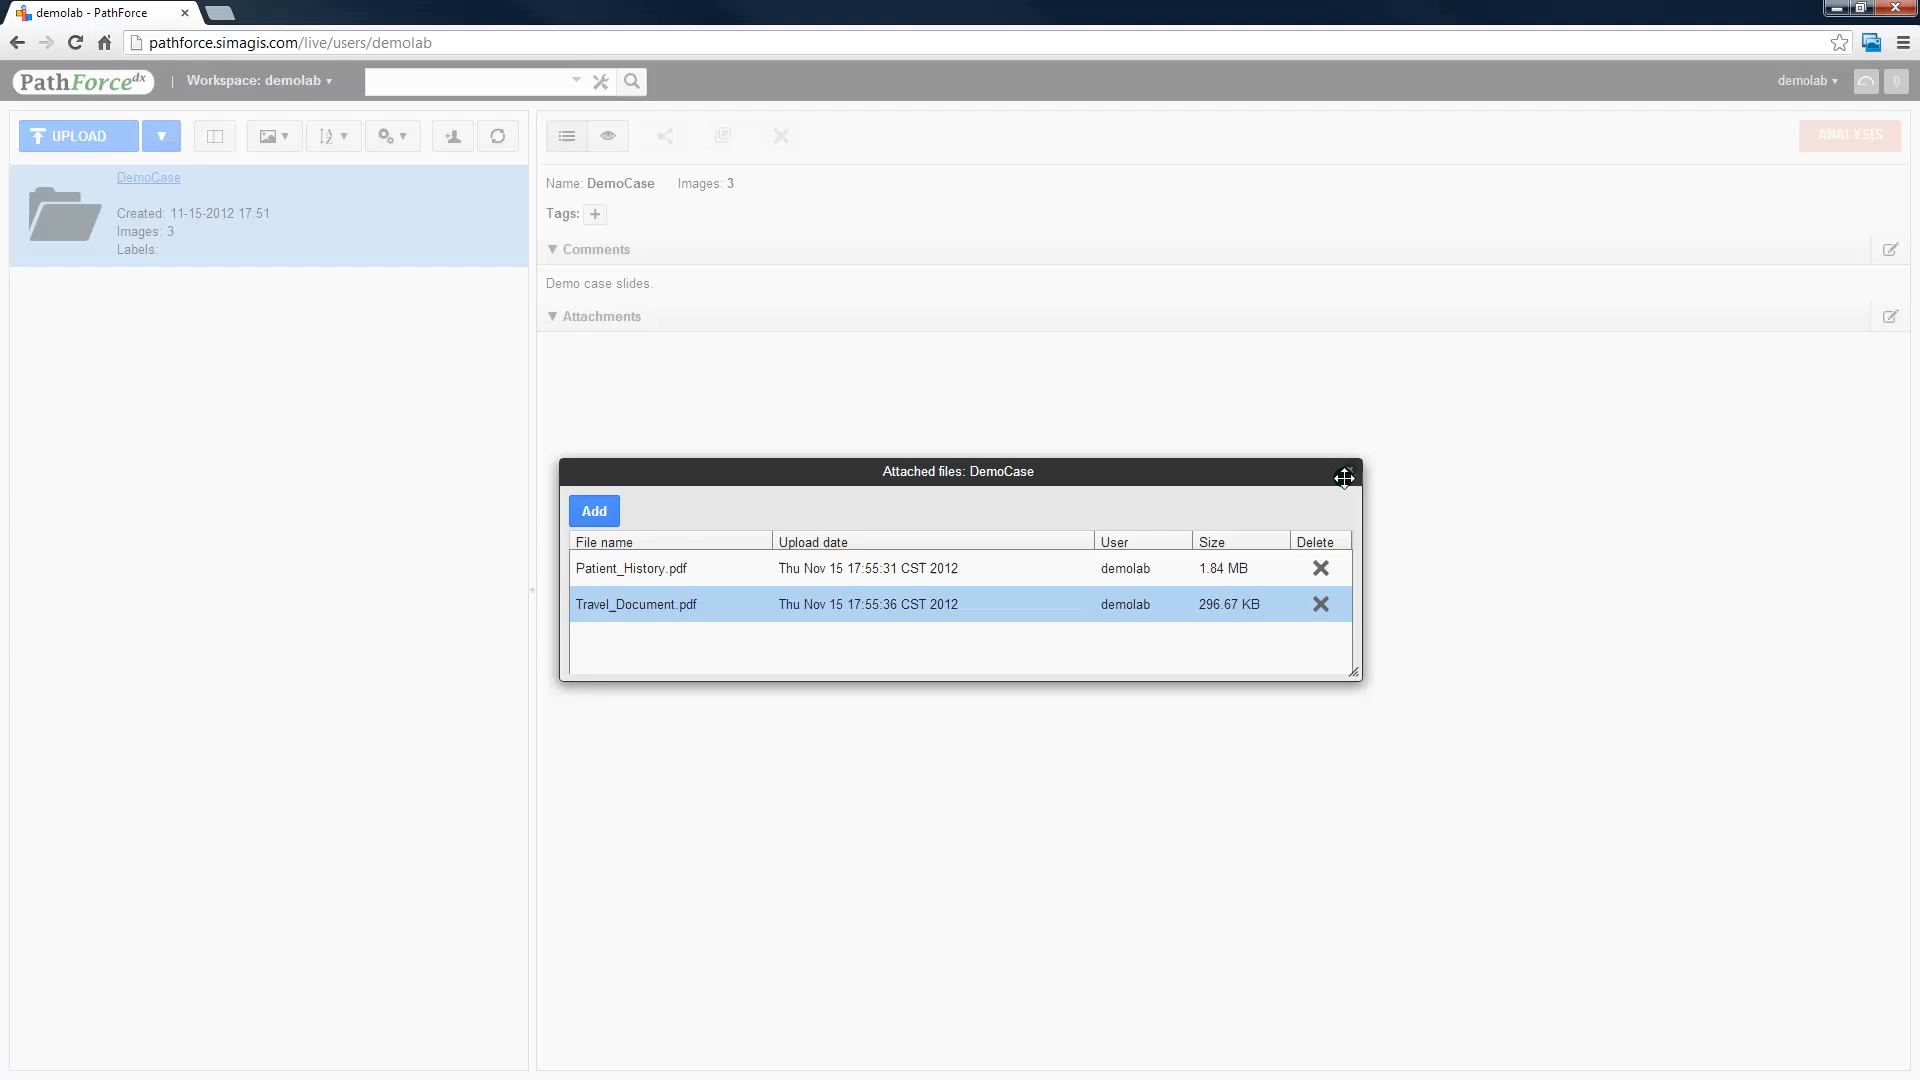 demolab - PathForce
pathforce.simagis.com/live/users/demolab
PathForce dx | Workspace: demolab
demolab
0
UPLOAD
ANALYSIS
DemoCase
Created: 11-15-2012 17:51
Images: 3
Labels:
Name: DemoCase Images: 3
Tags: +
Comments
Demo case slides.
Attachments
Attached files: DemoCase
Add
File name Upload date User Size Delete
Patient_History.pdf Thu Nov 15 17:55:31 CST 2012 demolab 1.84 MB
Travel_Document.pdf Thu Nov 15 17:55:36 CST 2012 demolab 296.67 KB